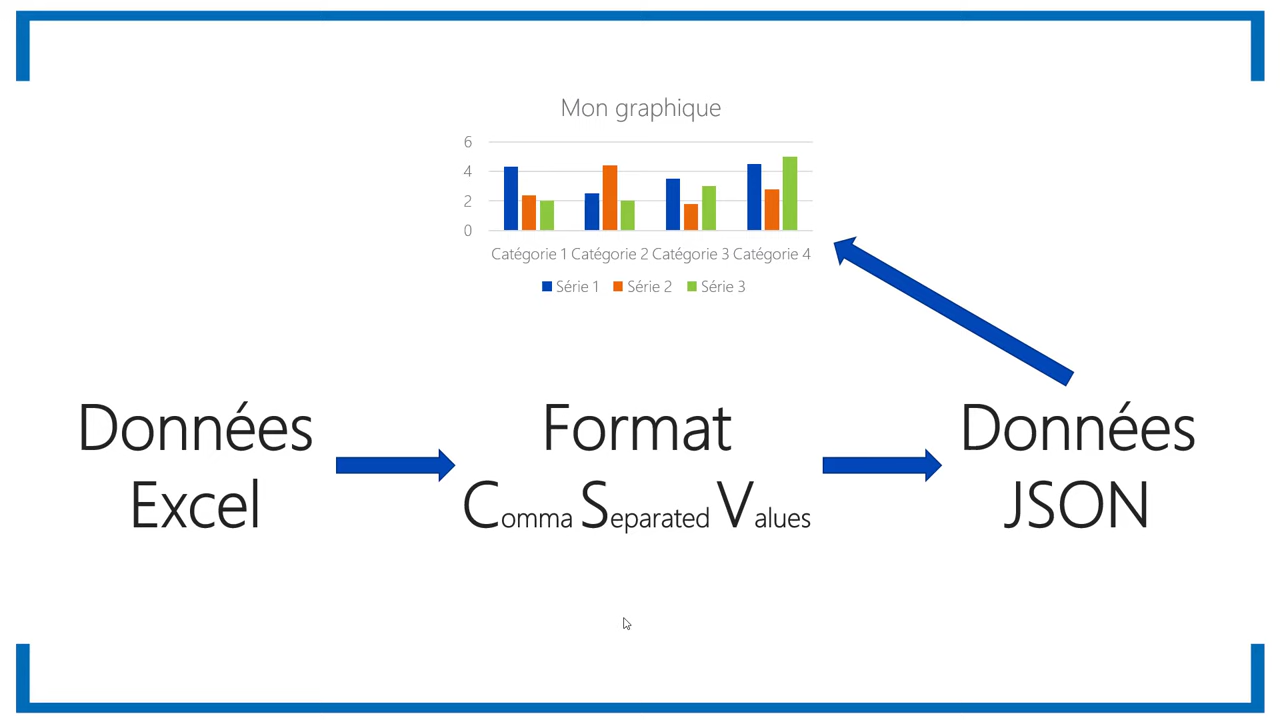 Mon graphique
6
4
2
0
Catégorie 1 Catégorie 2 Catégorie 3 Catégorie 4
Série 1 Série 2 Série 3
Données Excel
Format
Comma Separated Values
Données JSON